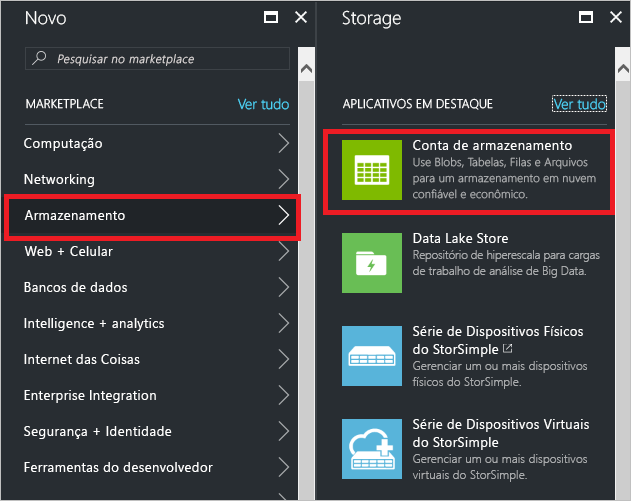 Novo
Pesquisar no marketplace
MARKETPLACE Ver tudo
Computação
Networking
Armazenamento
Web + Celular
Bancos de dados
Intelligence + analytics
Internet das Coisas
Enterprise Integration
Segurança + Identidade
Ferramentas do desenvolvedor
Storage
APLICATIVOS EM DESTAQUE Ver tudo
Conta de armazenamento
Use Blobs, Tabelas, Filas e Arquivos
para um armazenamento em nuvem
confiável e econômico.
Data Lake Store
Repositório de hiperescala para cargas
de trabalho de análise de Big Data.
Série de Dispositivos Físicos
do StorSimple
Gerenciar um ou mais dispositivos
físicos do StorSimple.
Série de Dispositivos Virtuais
do StorSimple
Gerenciar um ou mais dispositivos
virtuais do StorSimple.